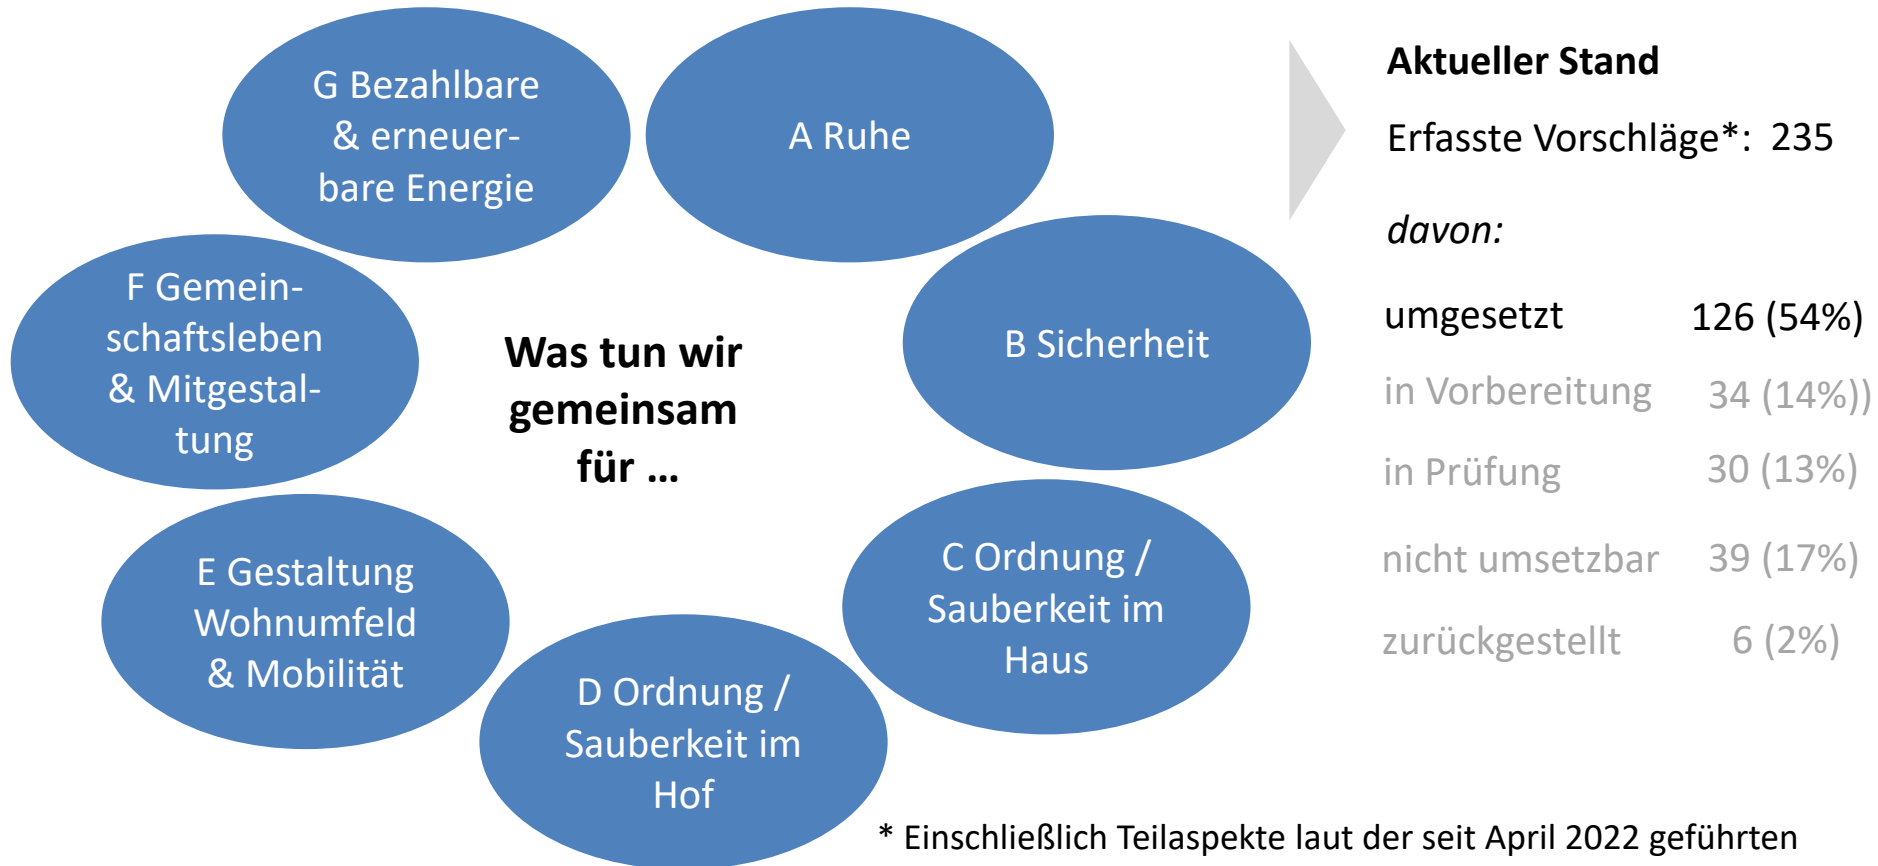 G Bezahlbare
& erneuer-
bare Energie
A Ruhe
B Sicherheit
C Ordnung /
Sauberkeit im
Haus
D Ordnung /
Sauberkeit im
Hof
E Gestaltung
Wohnumfeld
& Mobilität
F Gemein-
schaftsleben
& Mitgestal-
tung
Was tun wir
gemeinsam
für ...
Aktueller Stand
Erfasste Vorschläge*: 235
davon:
umgesetzt 126 (54%)
in Vorbereitung 34 (14%))
in Prüfung 30 (13%)
nicht umsetzbar 39 (17%)
zurückgestellt 6 (2%)
* Einschließlich Teilaspekte laut der seit April 2022 geführten